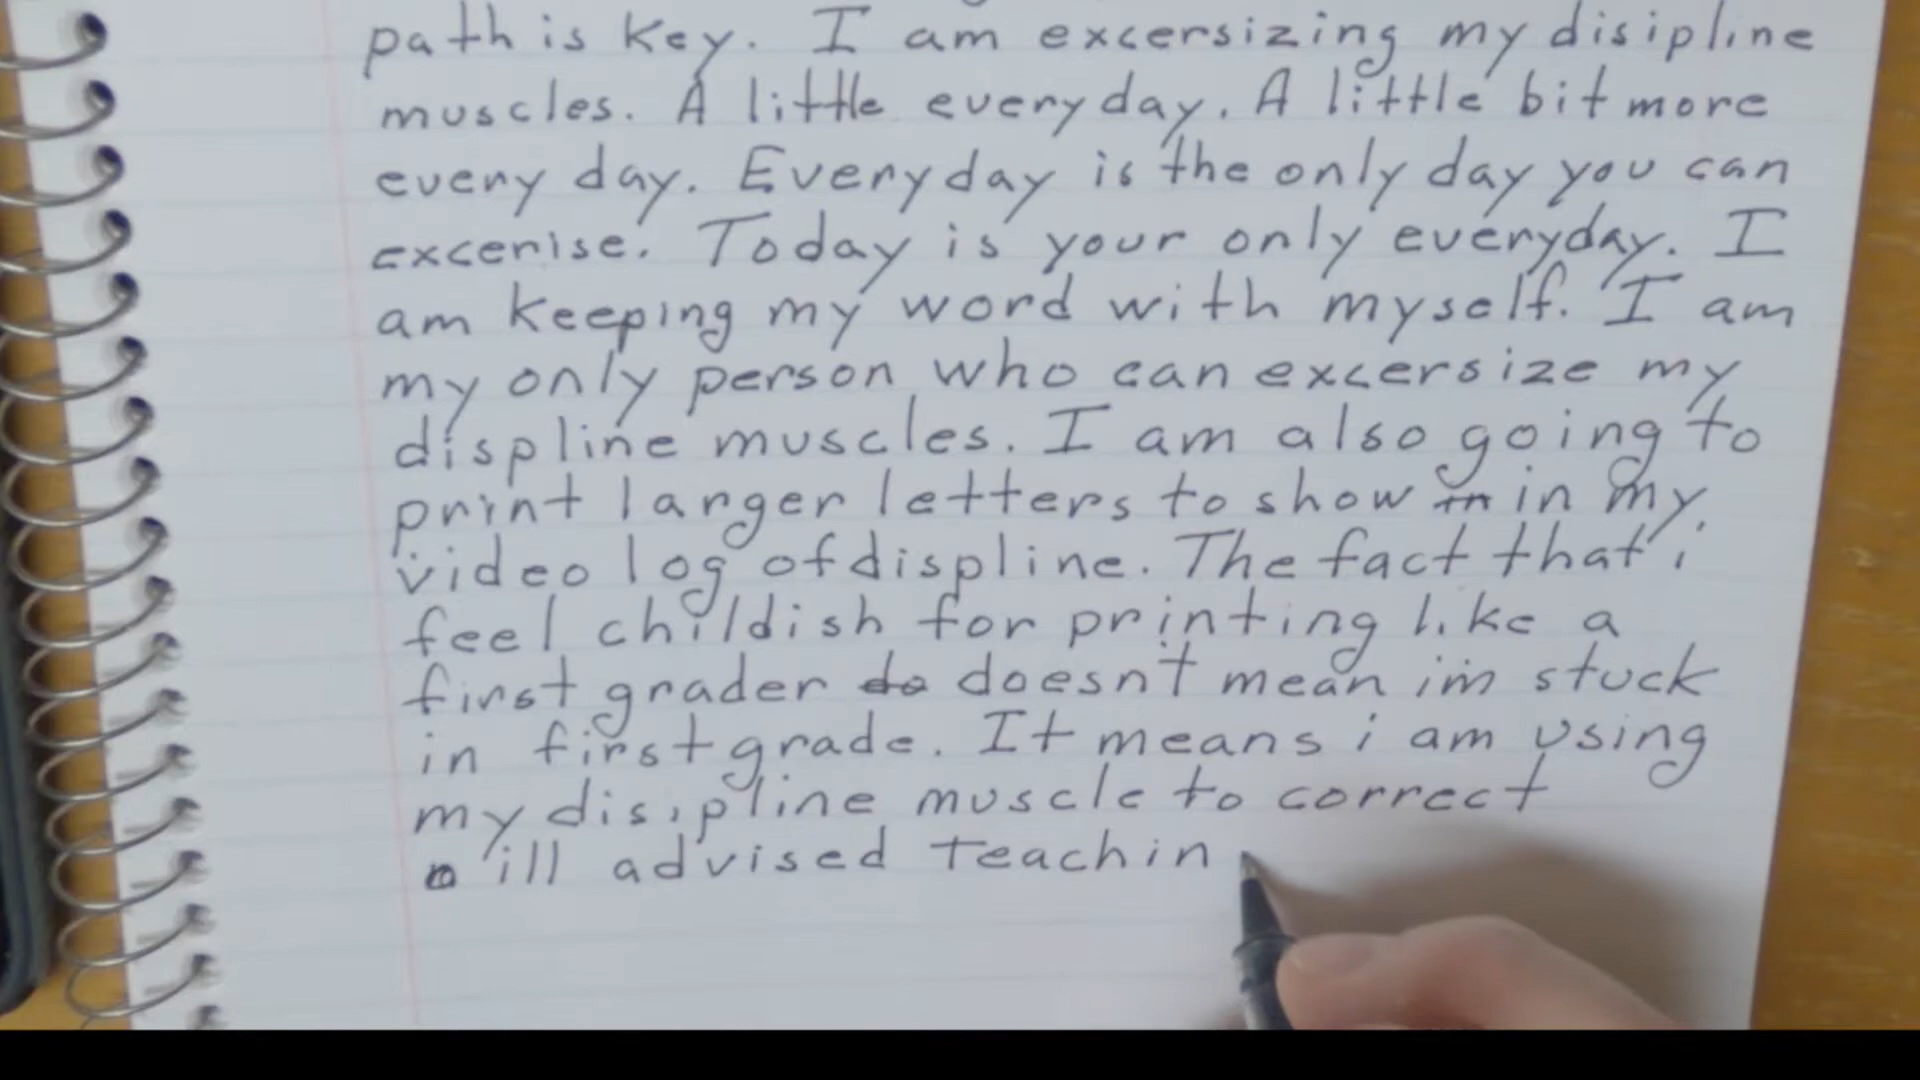 path is key. I am excersizing my disipline
muscles. A little everyday. A little bit more
every day. Everyday is the only day you can
excerise. Today is your only everyday. I
am keeping my word with myself. I am
my only person who can excersize my
displine muscles. I am also going to
print larger letters to show in in my
video log of displine. The fact that i
feel childish for printing like a
first grader do doesn't mean i'm stuck
in first grade. It means i am using
my disipline muscle to correct
ill advised teachin